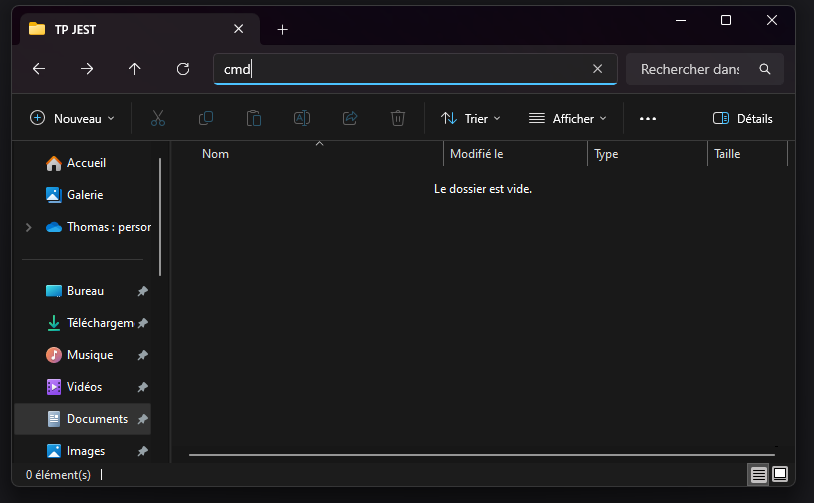 TP JEST
cmd
Rechercher dans
Nouveau
Trier
Afficher
Détails
Accueil
Galerie
Thomas : person
Bureau
Téléchargem
Musique
Vidéos
Documents
Images
Nom
Modifié le
Type
Taille
Le dossier est vide.
0 élément(s)